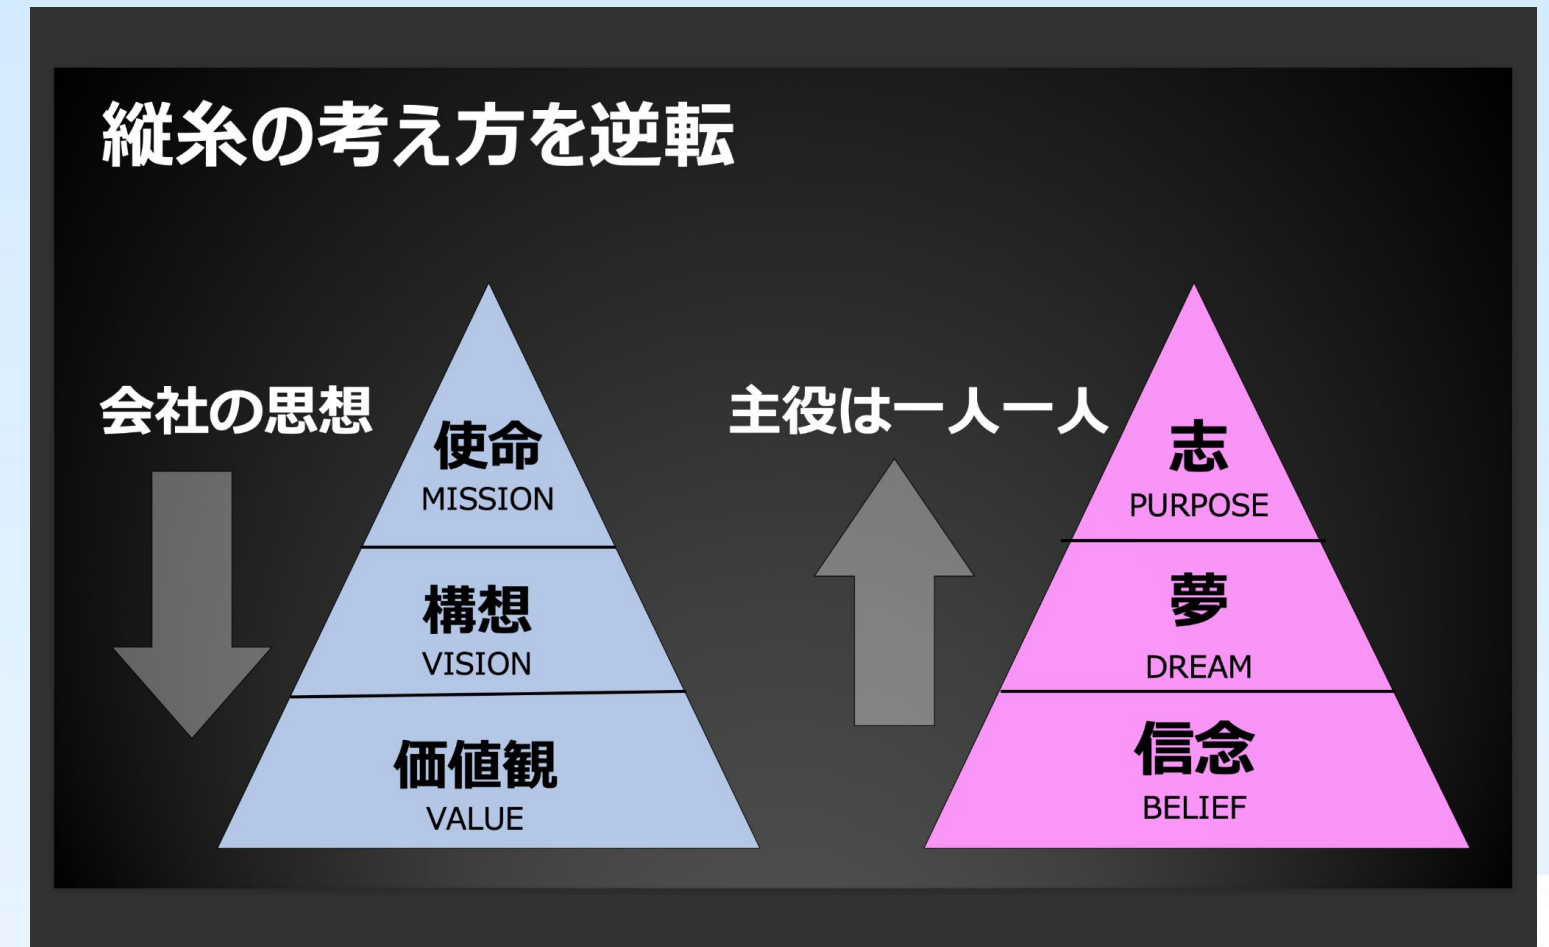 縦糸の考え方を逆転
会社の思想
使命
MISSION
構想
VISION
価値観
VALUE
主役は一人一人
志
PURPOSE
夢
DREAM
信念
BELIEF